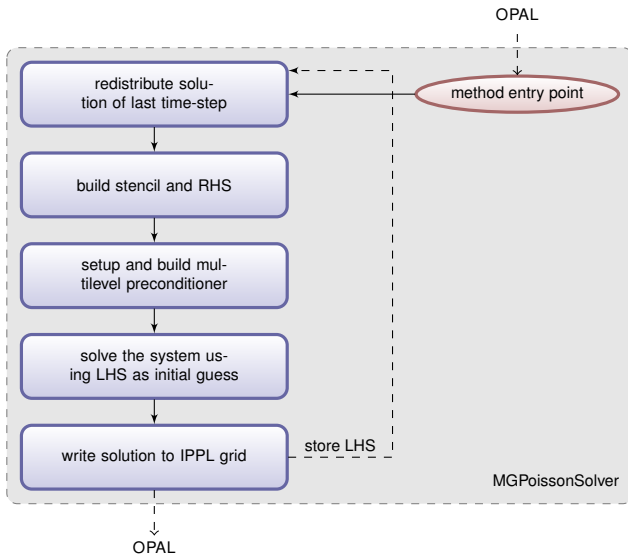 OPAL
redistribute solu-
tion of last time-step
method entry point
build stencil and RHS
setup and build mul-
tilevel preconditioner
solve the system us-
ing LHS as initial guess
write solution to IPPL grid
store LHS
MGPoissonSolver
OPAL